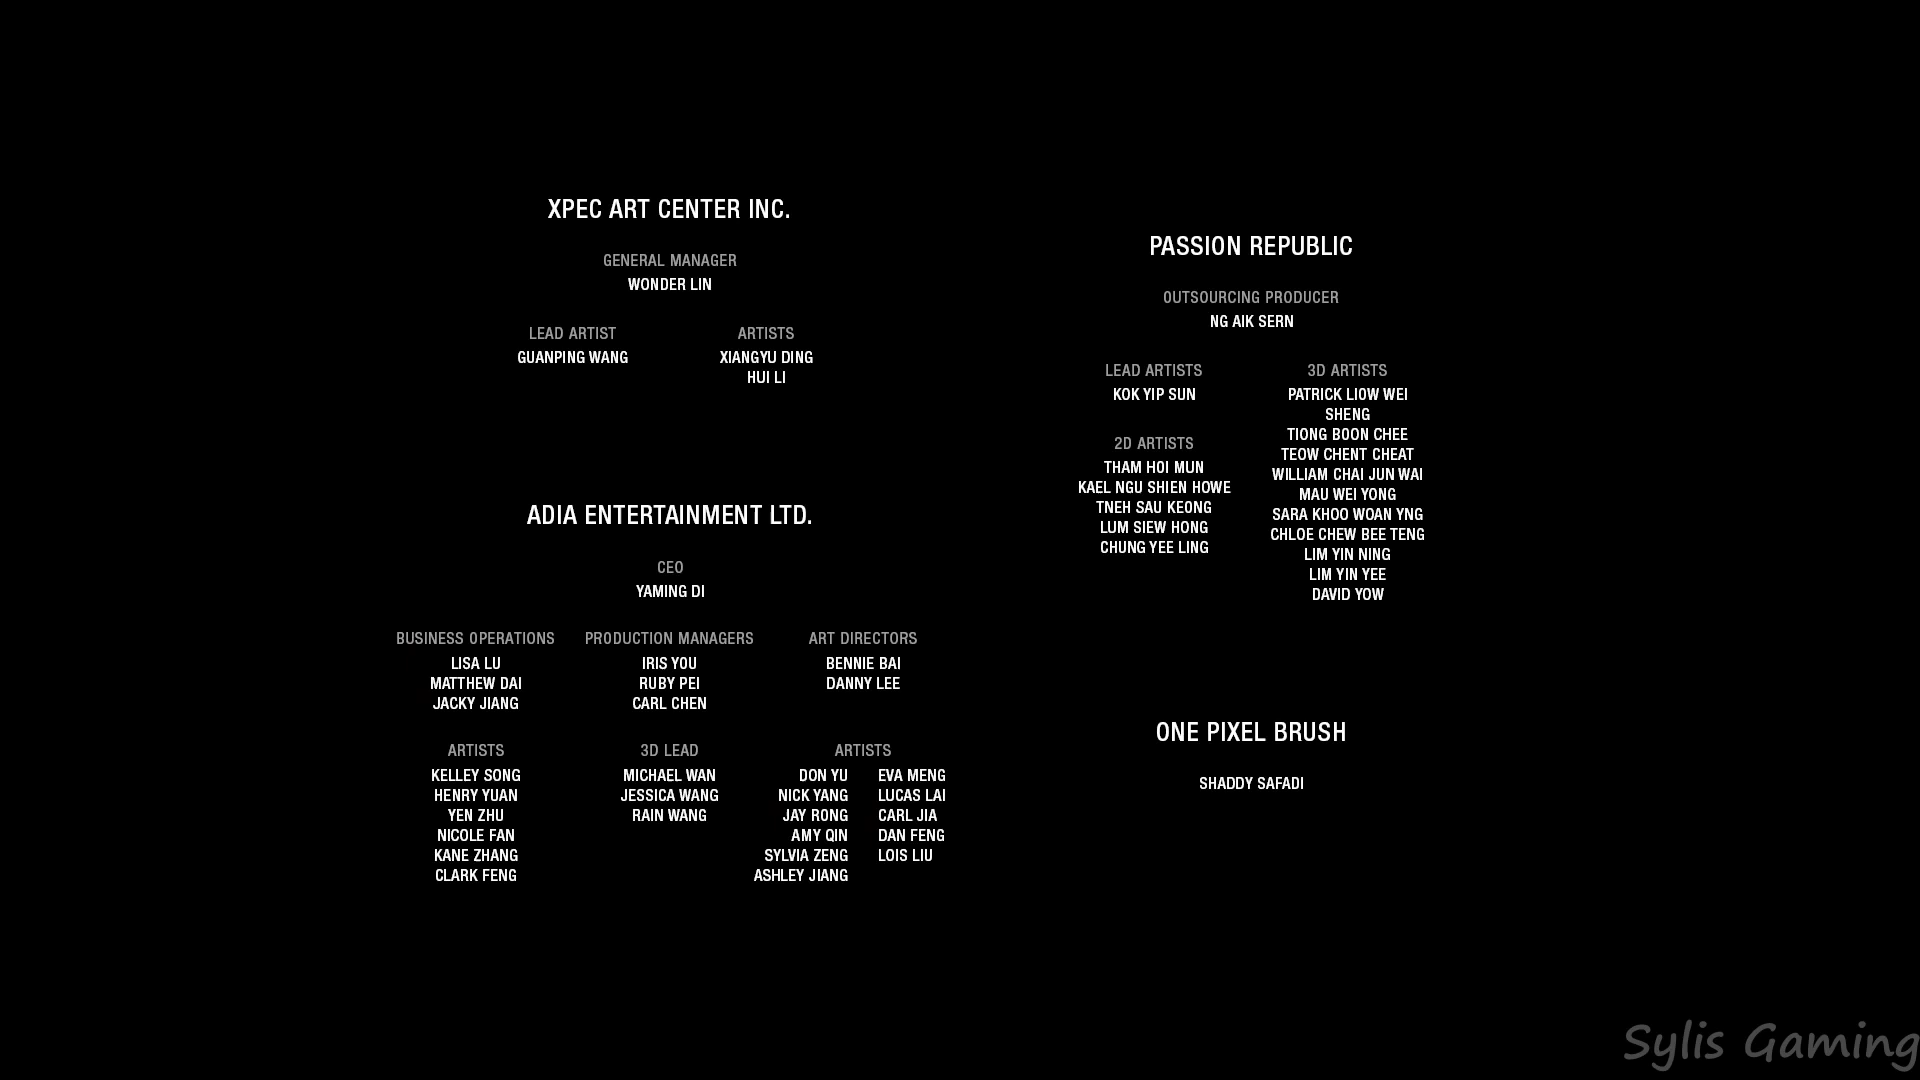 XPEC ART CENTER INC.
GENERAL MANAGER
WONDER LIN
LEAD ARTIST
GUANPING WANG
ARTISTS
XIANGYU DING
HUI LI
ADIA ENTERTAINMENT LTD.
CEO
YAMING DI
BUSINESS OPERATIONS
LISA LU
MATTHEW DAI
JACKY JIANG
PRODUCTION MANAGERS
IRIS YOU
RUBY PEI
CARL CHEN
ART DIRECTORS
BENNIE BAI
DANNY LEE
ARTISTS
KELLEY SONG
HENRY YUAN
YEN ZHU
NICOLE FAN
KANE ZHANG
CLARK FENG
3D LEAD
MICHAEL WAN
JESSICA WANG
RAIN WANG
ARTISTS
DON YU
NICK YANG
JAY RONG
AMY QIN
SYLVIA ZENG
ASHLEY JIANG
EVA MENG
LUCAS LAI
CARL JIA
DAN FENG
LOIS LIU
PASSION REPUBLIC
OUTSOURCING PRODUCER
NG AIK SERN
LEAD ARTISTS
KOK YIP SUN
2D ARTISTS
THAM HOI MUN
KAEL NGU SHIEN HOWE
TNEH SAU KEONG
LUM SIEW HONG
CHUNG YEE LING
3D ARTISTS
PATRICK LIOW WEI
SHENG
TIONG BOON CHEE
TEOW CHENT CHEAT
WILLIAM CHAI JUN WAI
MAU WEI YONG
SARA KHOO WOAN YNG
CHLOE CHEW BEE TENG
LIM YIN NING
LIM YIN YEE
DAVID YOW
ONE PIXEL BRUSH
SHADDY SAFADI
Sylis Gaming